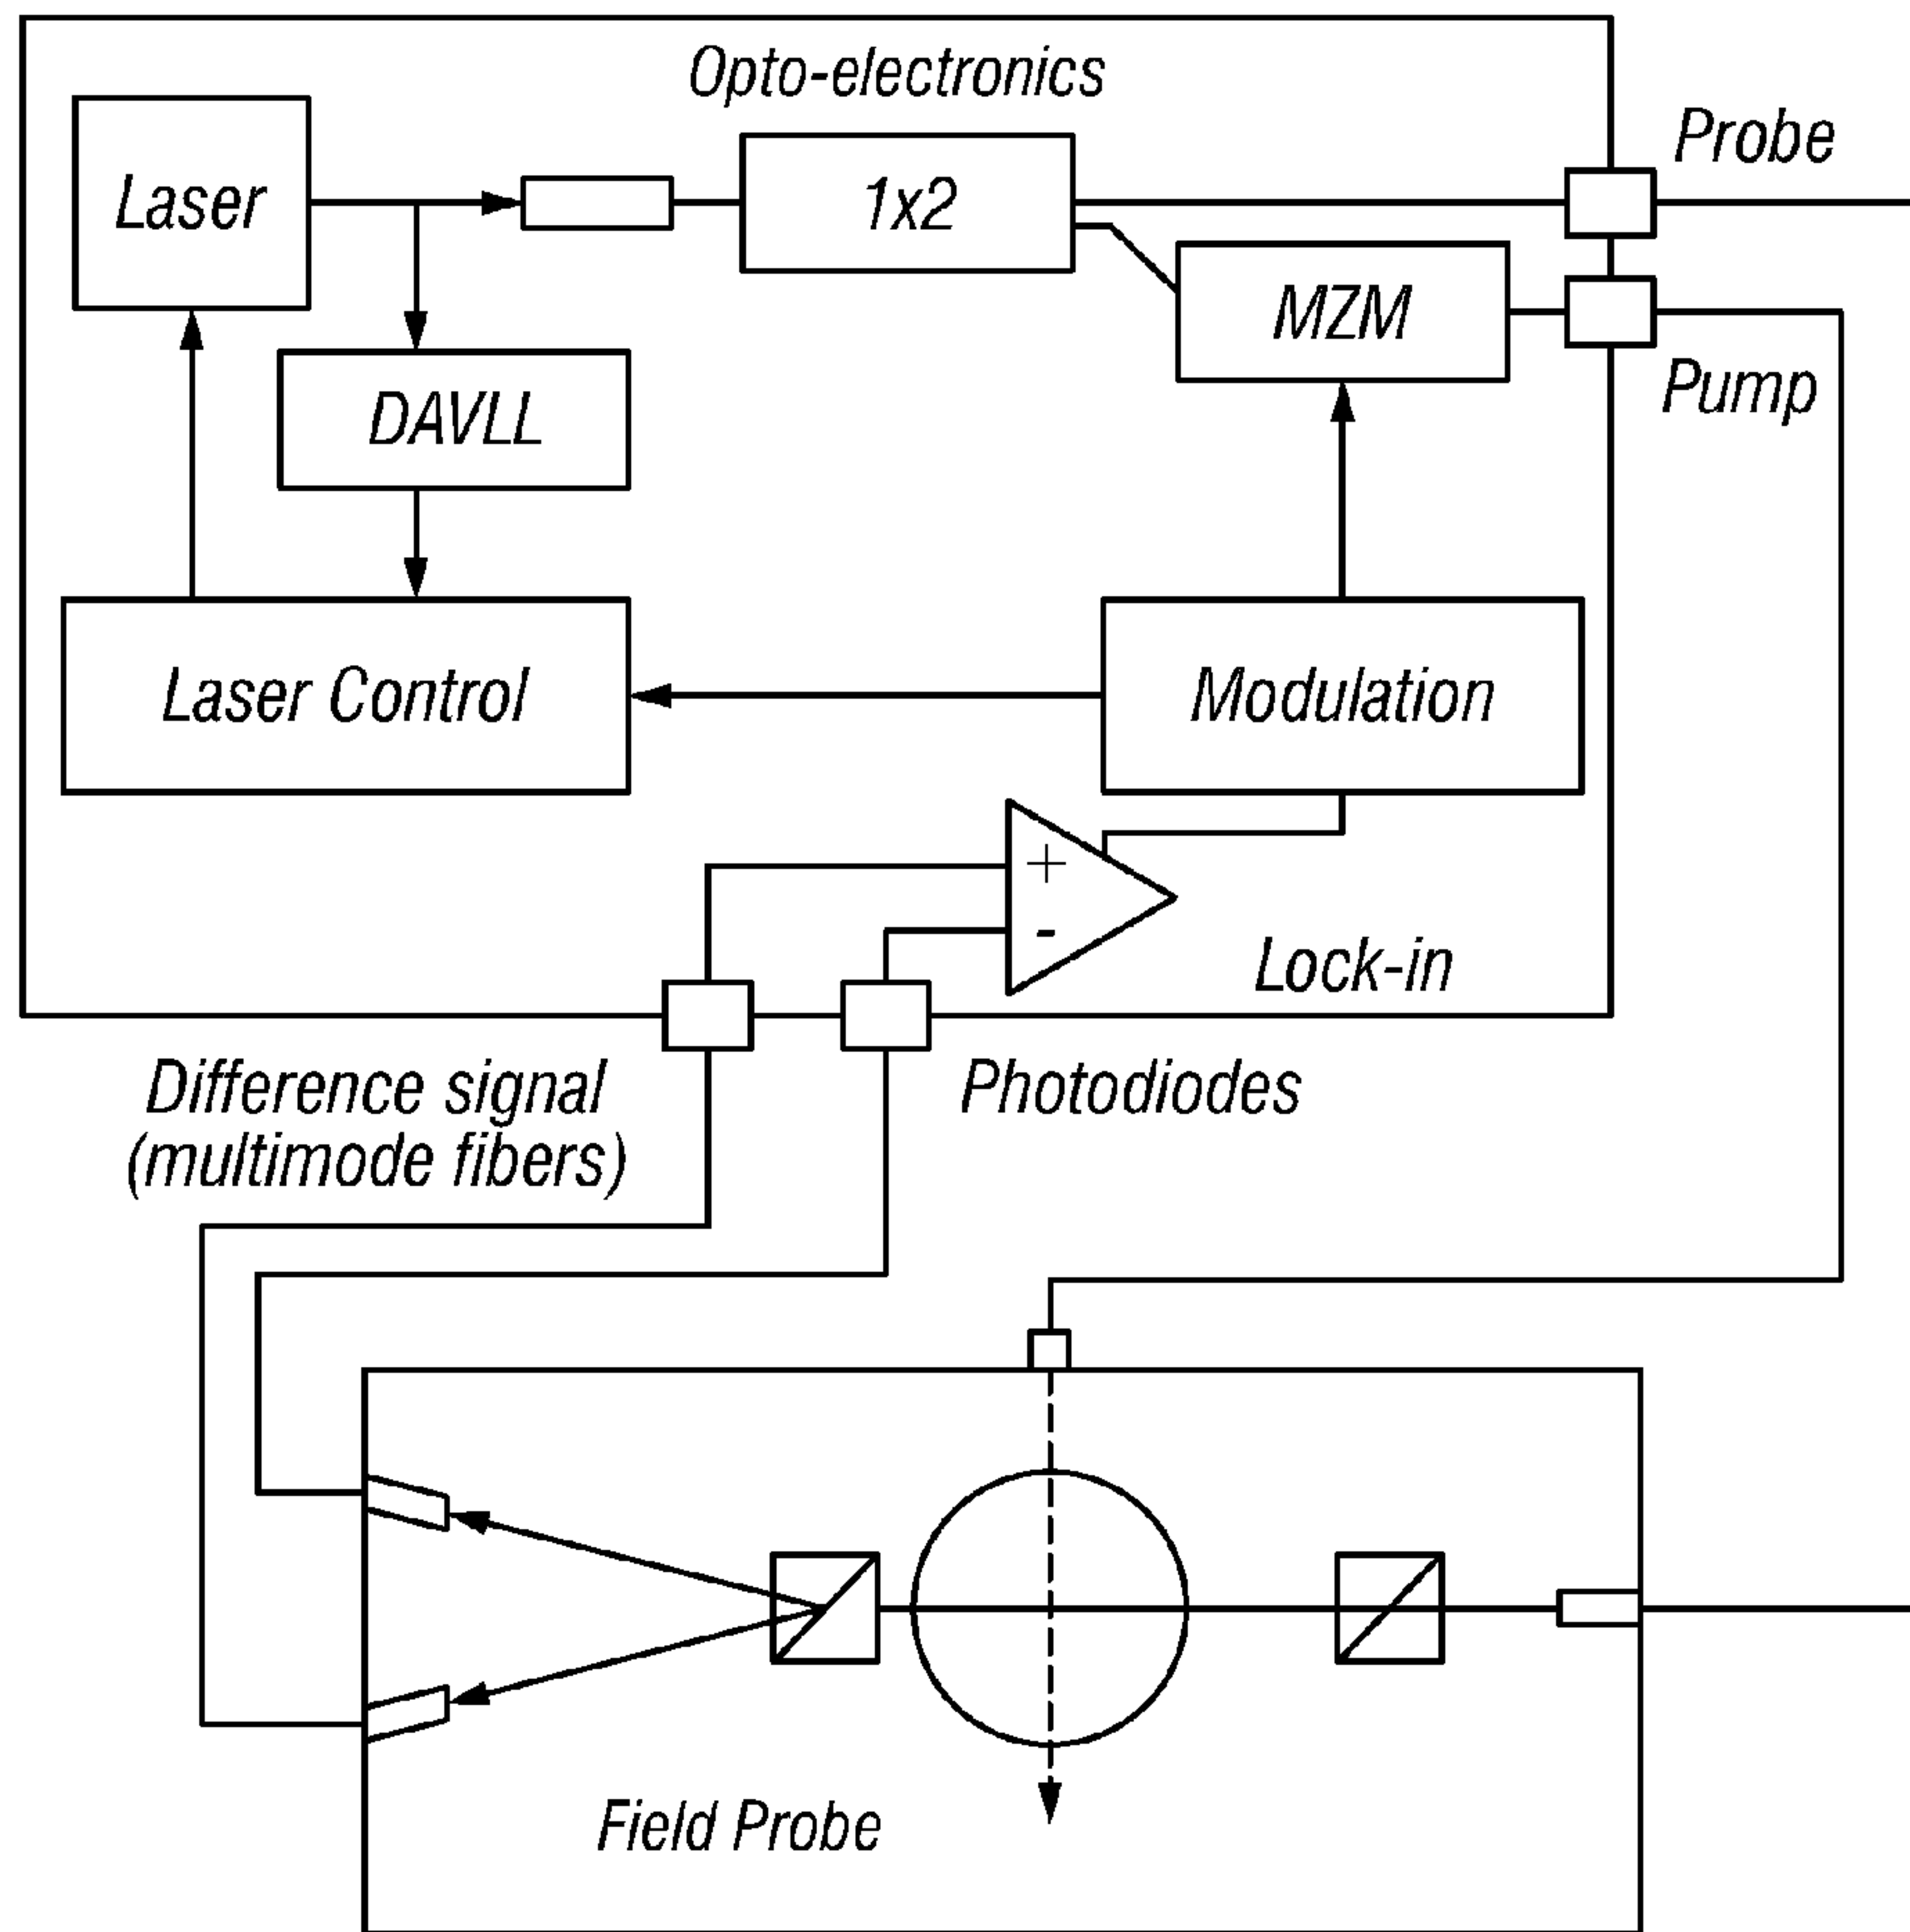 Opto-electronics
Probe
Laser
1x2
MZM
Pump
DAVLL
Laser Control
Modulation
+
-
Lock-in
Difference signal
(multimode fibers)
Photodiodes
Field Probe